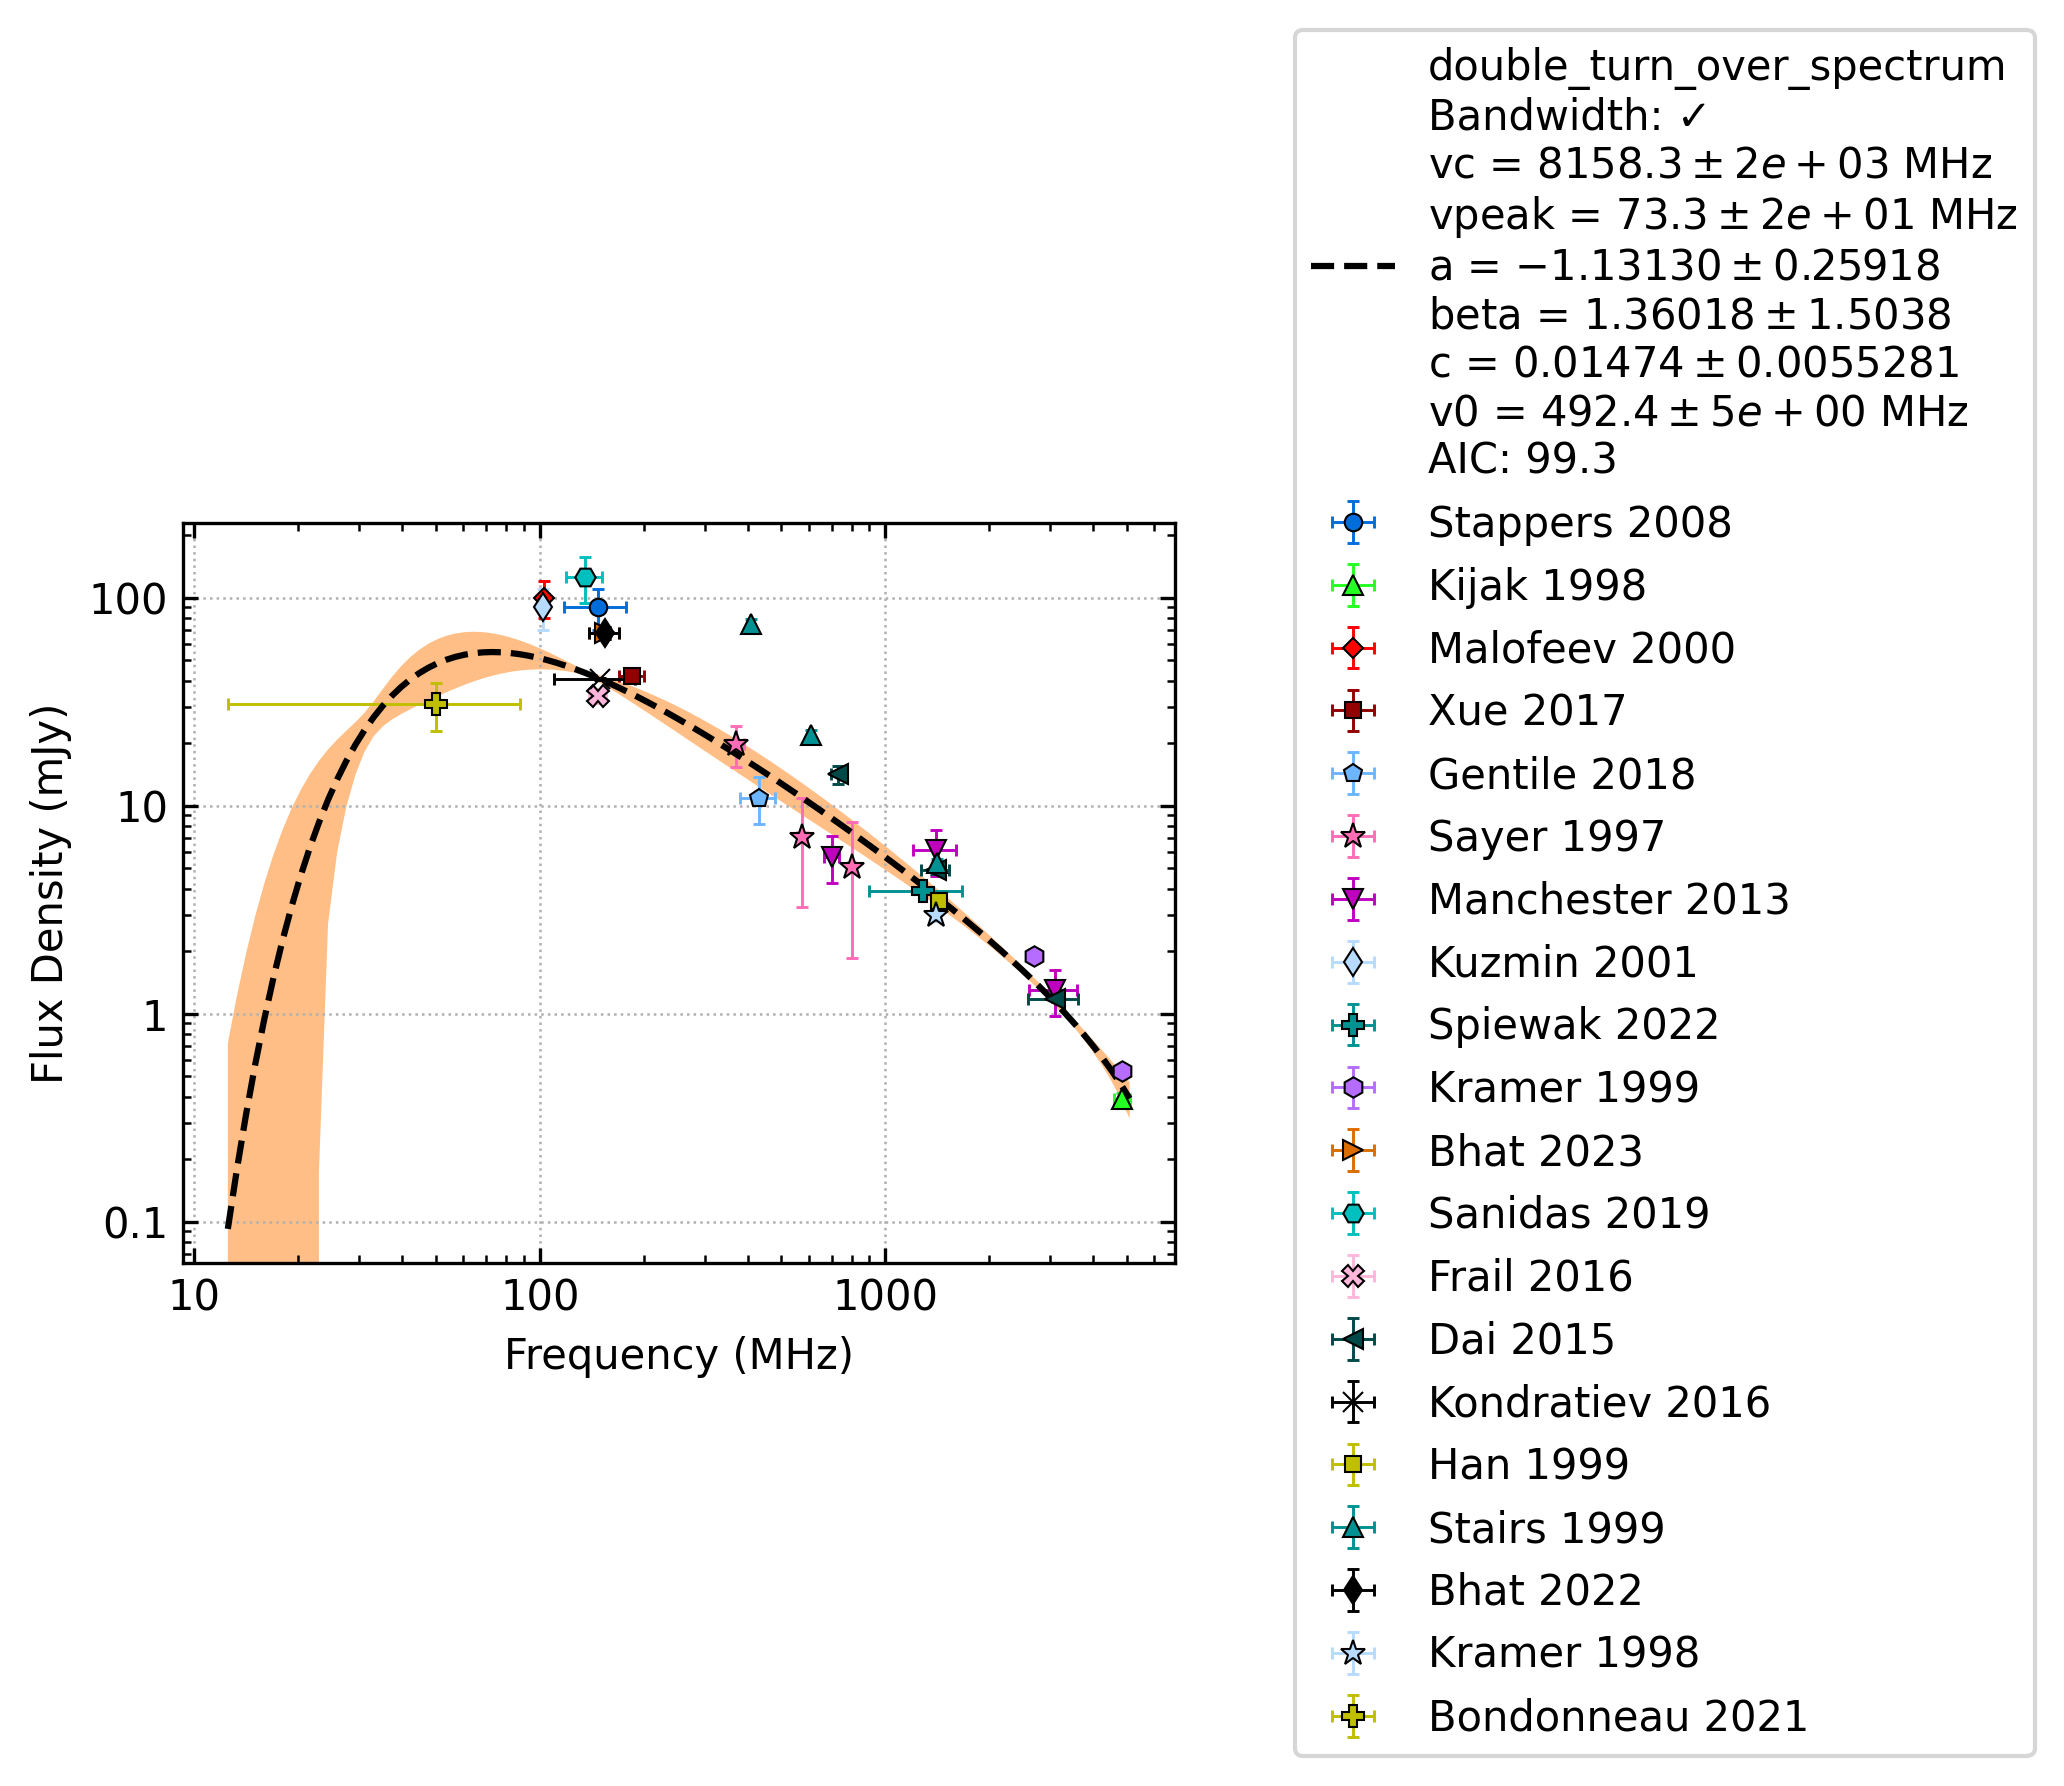 double_turn_over_spectrum
Bandwidth: ✓
vc = 8158.3 ± 2e + 03 MHz
vpeak = 73.3 ± 2e + 01 MHz
a = −1.13130 ± 0.25918
beta = 1.36018 ± 1.5038
c = 0.01474 ± 0.0055281
v0 = 492.4 ± 5e + 00 MHz
AIC: 99.3
Stappers 2008
Kijak 1998
Malofeev 2000
Xue 2017
Gentile 2018
Sayer 1997
Manchester 2013
Kuzmin 2001
Spiewak 2022
Kramer 1999
Bhat 2023
Sanidas 2019
Frail 2016
Dai 2015
Kondratiev 2016
Han 1999
Stairs 1999
Bhat 2022
Kramer 1998
Bondonneau 2021
Flux Density (mJy)
100
10
1
0.1
10 100 1000
Frequency (MHz)